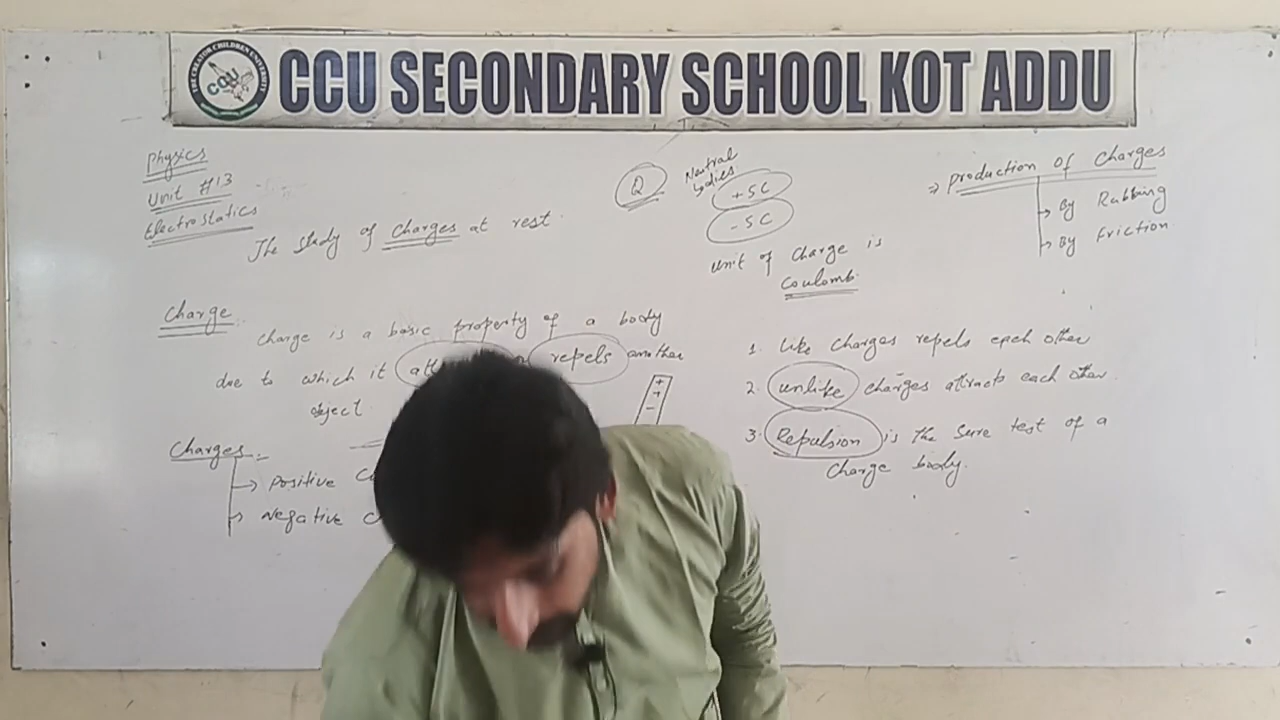 CCU SECONDARY SCHOOL KOT ADDU
CCU
Physics
Unit #13
Electrostatics
The study of charges at rest.
Q
Neutral
bodies
+5C
-5C
Unit of charge is
Coulomb.
=> Production of charges
→ By Rubbing
→ By friction.
Charge
Charge is a basic property of a body
due to which it att repels another
object.
+
+
-
Charges:-
→ positive C
→ negative C
1. Like charges repels each other
2. unlike charges attracts each other.
3. Repulsion is the sure test of a
charge body.